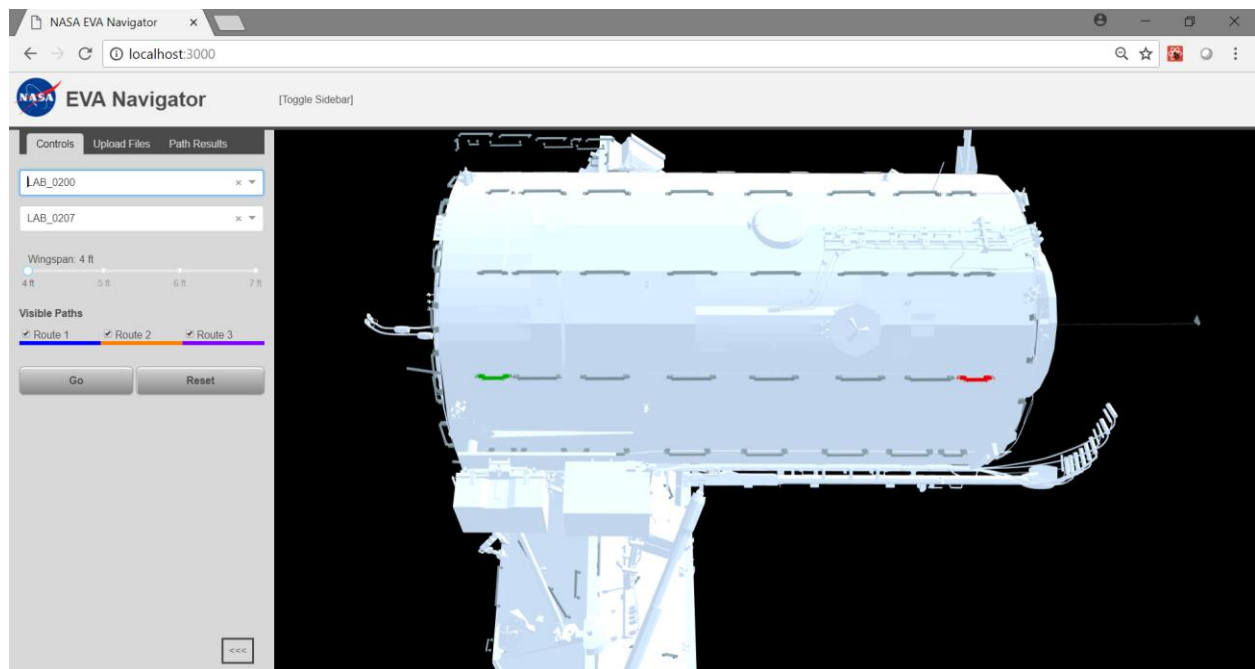 NASA EVA Navigator
localhost:3000
NASA EVA Navigator [Toggle Sidebar]
Controls Upload Files Path Results
LAB_0200
LAB_0207
Wingspan: 4 ft
4 ft 5 ft 6 ft 7 ft
Visible Paths
Route 1 Route 2 Route 3
Go Reset
<<<